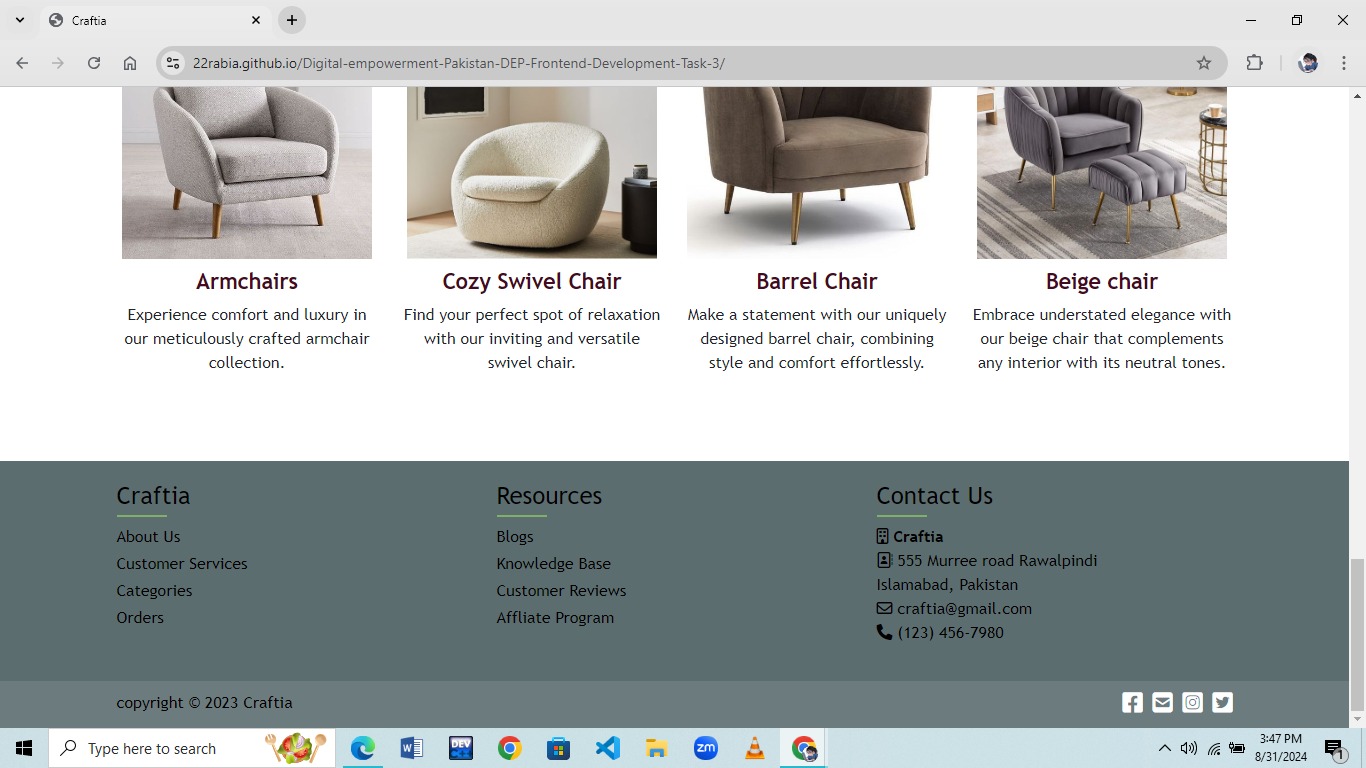 Craftia
22rabia.github.io/Digital-empowerment-Pakistan-DEP-Frontend-Development-Task-3/
Armchairs
Experience comfort and luxury in
our meticulously crafted armchair
collection.
Cozy Swivel Chair
Find your perfect spot of relaxation
with our inviting and versatile
swivel chair.
Barrel Chair
Make a statement with our uniquely
designed barrel chair, combining
style and comfort effortlessly.
Beige chair
Embrace understated elegance with
our beige chair that complements
any interior with its neutral tones.
Craftia
About Us
Customer Services
Categories
Orders
Resources
Blogs
Knowledge Base
Customer Reviews
Affliate Program
Contact Us
Craftia
555 Murree road Rawalpindi
Islamabad, Pakistan
craftia@gmail.com
(123) 456-7980
copyright © 2023 Craftia
Type here to search
DEV
zm
3:47 PM
8/31/2024
1